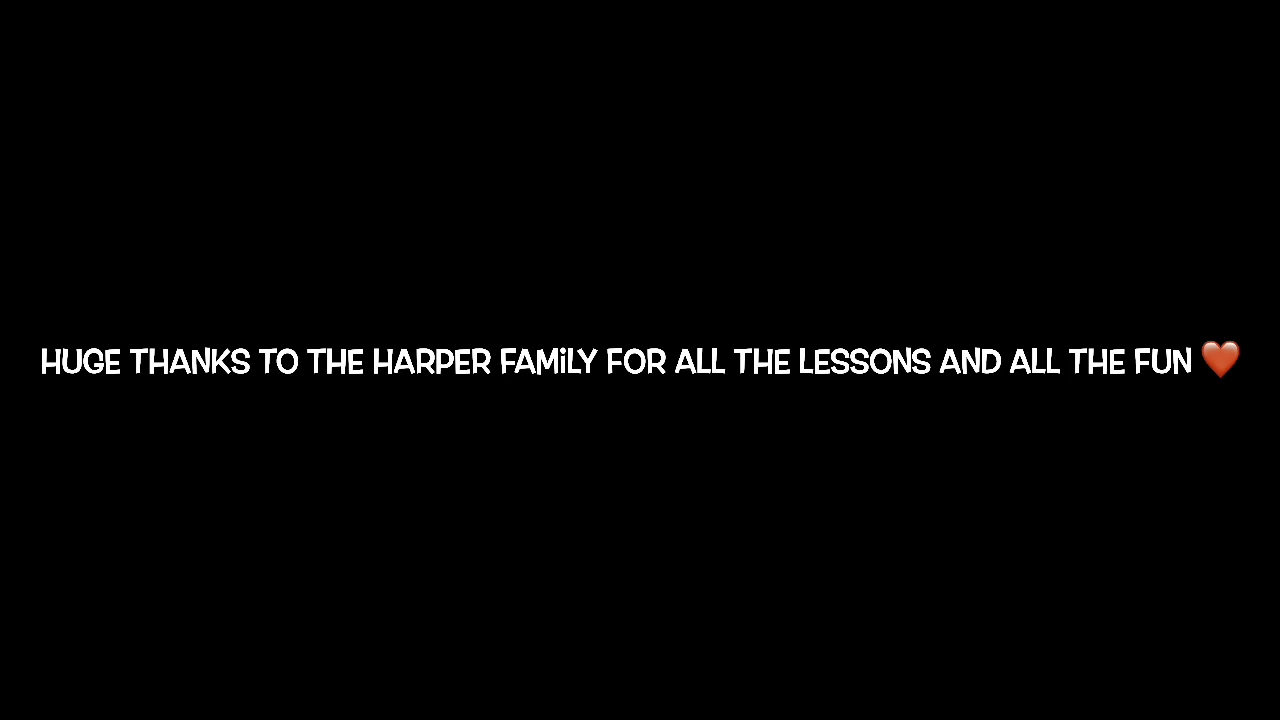 HUGE THANKS TO THE HARPER FAMiLY FOR ALL THE LESSONS AND ALL THE FUN ❤️